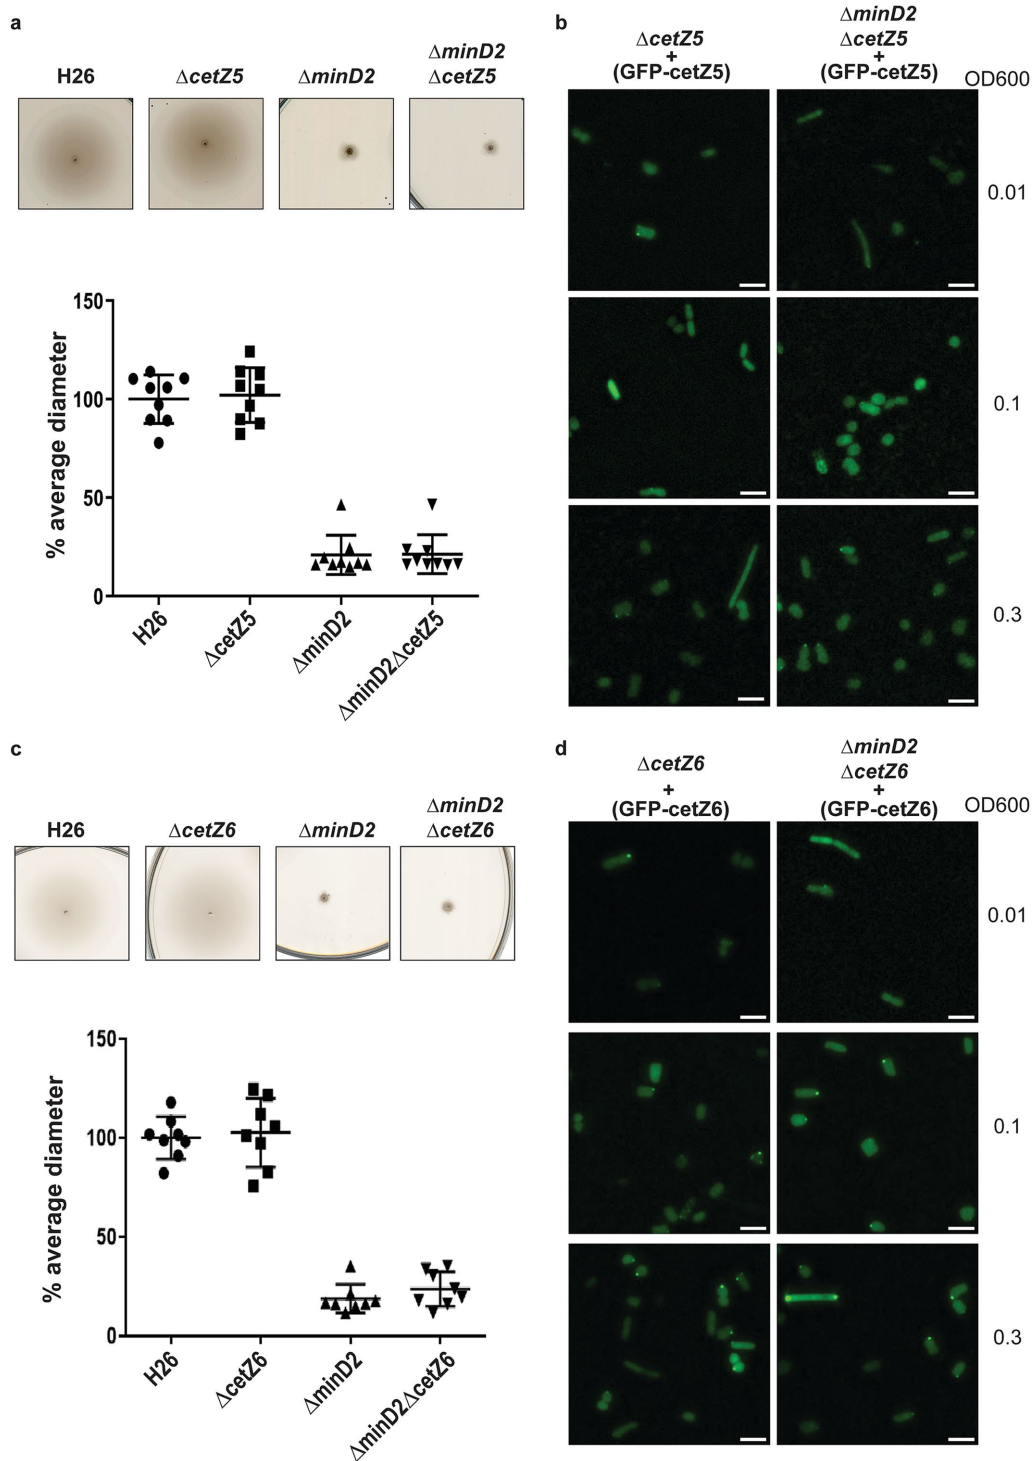 a
H26
ΔcetZ5
ΔminD2
ΔminD2
ΔcetZ5
% average diameter
150
100
50
0
H26
ΔcetZ5
ΔminD2
ΔminD2ΔcetZ5
b
ΔcetZ5
+
(GFP-cetZ5)
ΔminD2
ΔcetZ5
+
(GFP-cetZ5)
OD600
0.01
0.1
0.3
c
H26
ΔcetZ6
ΔminD2
ΔminD2
ΔcetZ6
% average diameter
150
100
50
0
H26
ΔcetZ6
ΔminD2
ΔminD2ΔcetZ6
d
ΔcetZ6
+
(GFP-cetZ6)
ΔminD2
ΔcetZ6
+
(GFP-cetZ6)
OD600
0.01
0.1
0.3